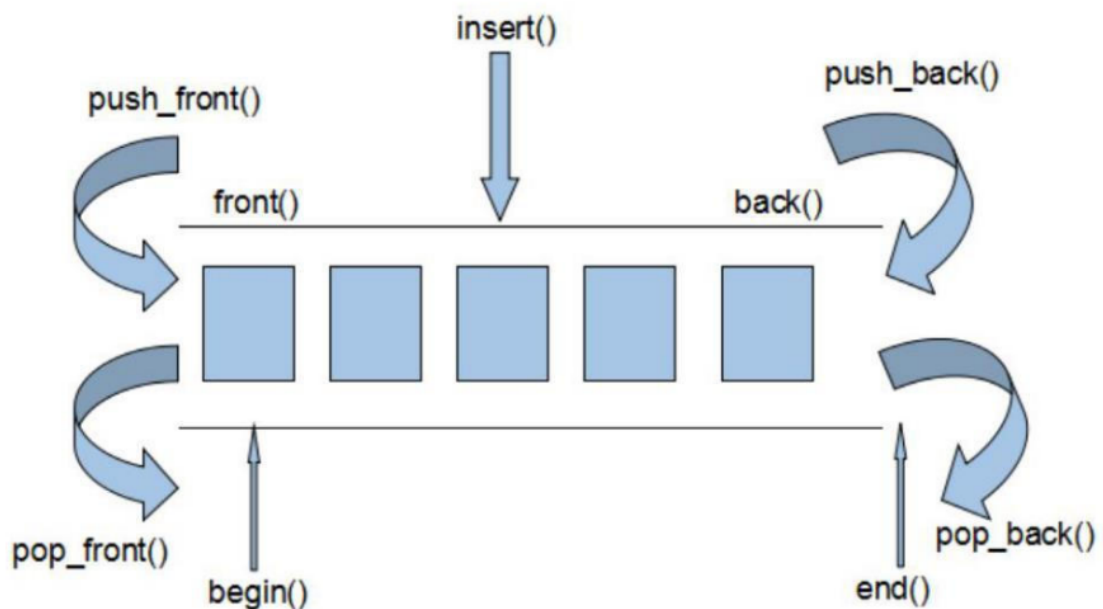 insert()
push_front()
push_back()
front()
back()
pop_front()
pop_back()
begin()
end()